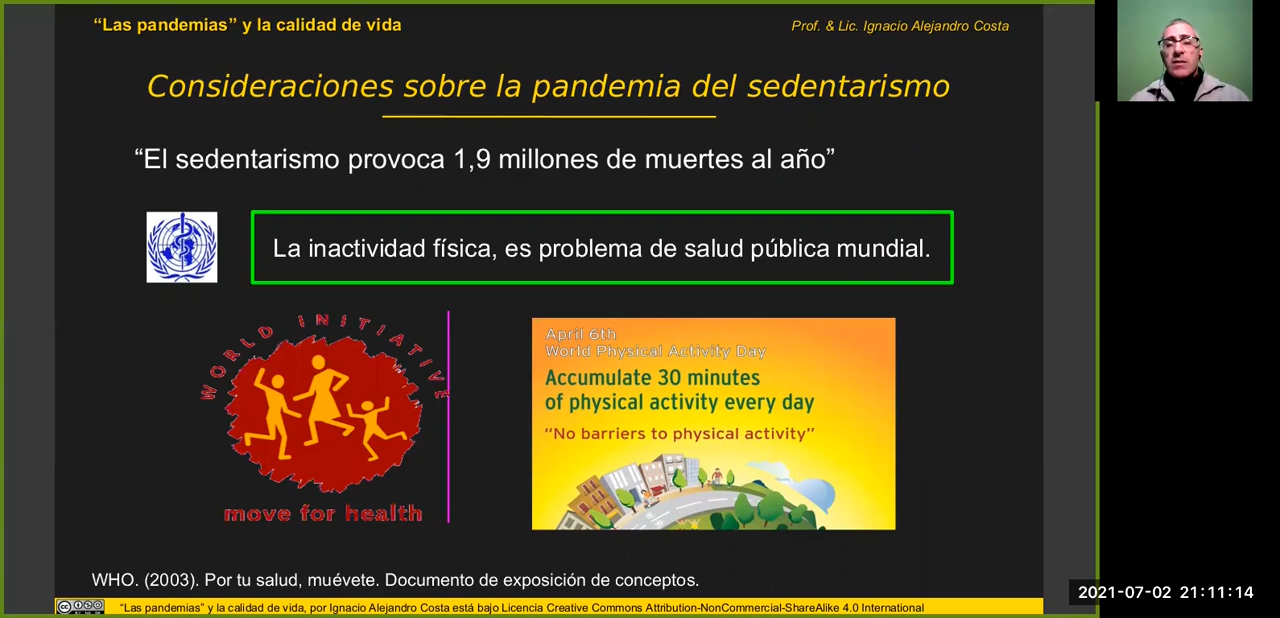 “Las pandemias” y la calidad de vida
Prof. & Lic. Ignacio Alejandro Costa
Consideraciones sobre la pandemia del sedentarismo
“El sedentarismo provoca 1,9 millones de muertes al año”
La inactividad física, es problema de salud pública mundial.
WORLD INITIATIVE
move for health
April 6th
World Physical Activity Day
Accumulate 30 minutes
of physical activity every day
“No barriers to physical activity”
WHO. (2003). Por tu salud, muévete. Documento de exposición de conceptos.
“Las pandemias” y la calidad de vida, por Ignacio Alejandro Costa está bajo Licencia Creative Commons Attribution-NonCommercial-ShareAlike 4.0 International
2021-07-02 21:11:14